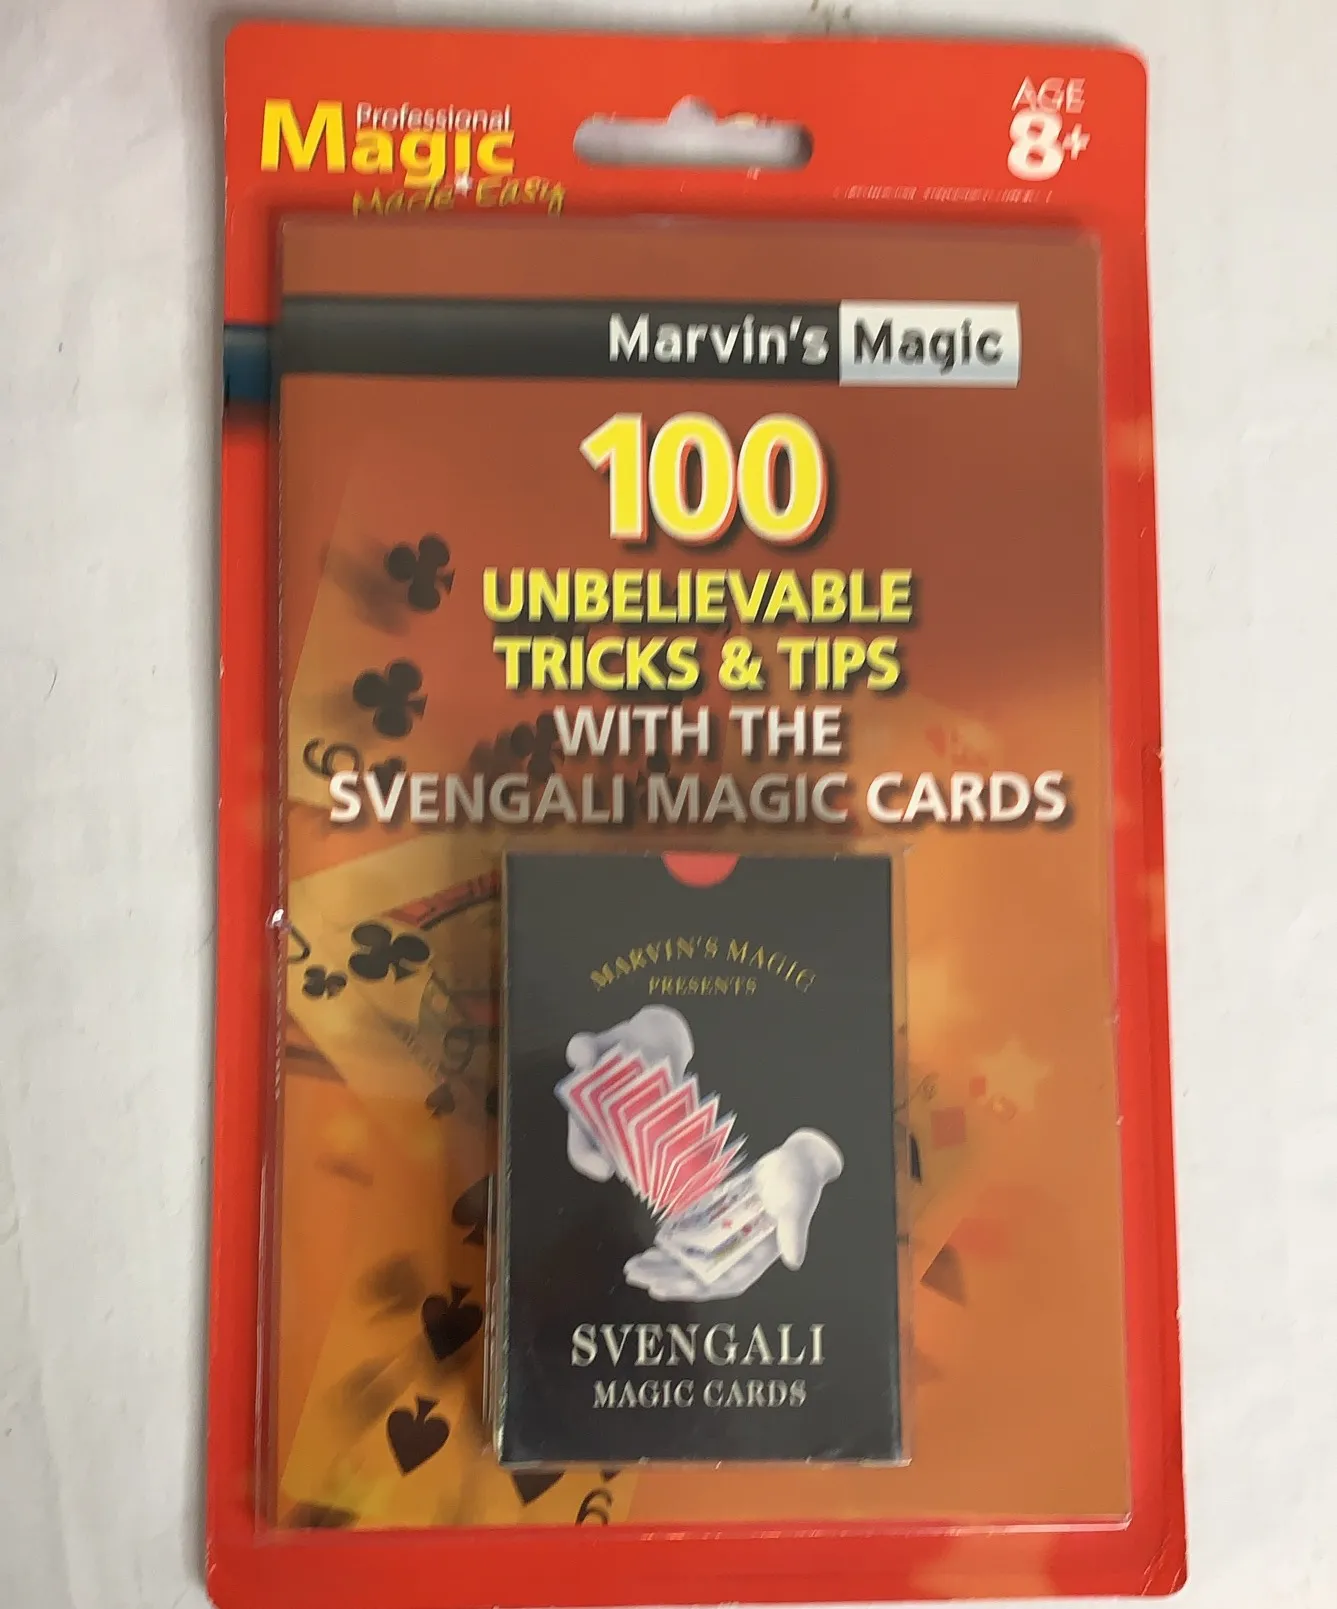 Professional
Magic
Made Easy
AGE
8+
Marvin's Magic
100
UNBELIEVABLE
TRICKS & TIPS
WITH THE
SVENGALI MAGIC CARDS
MARVIN'S MAGIC
PRESENTS
SVENGALI
MAGIC CARDS